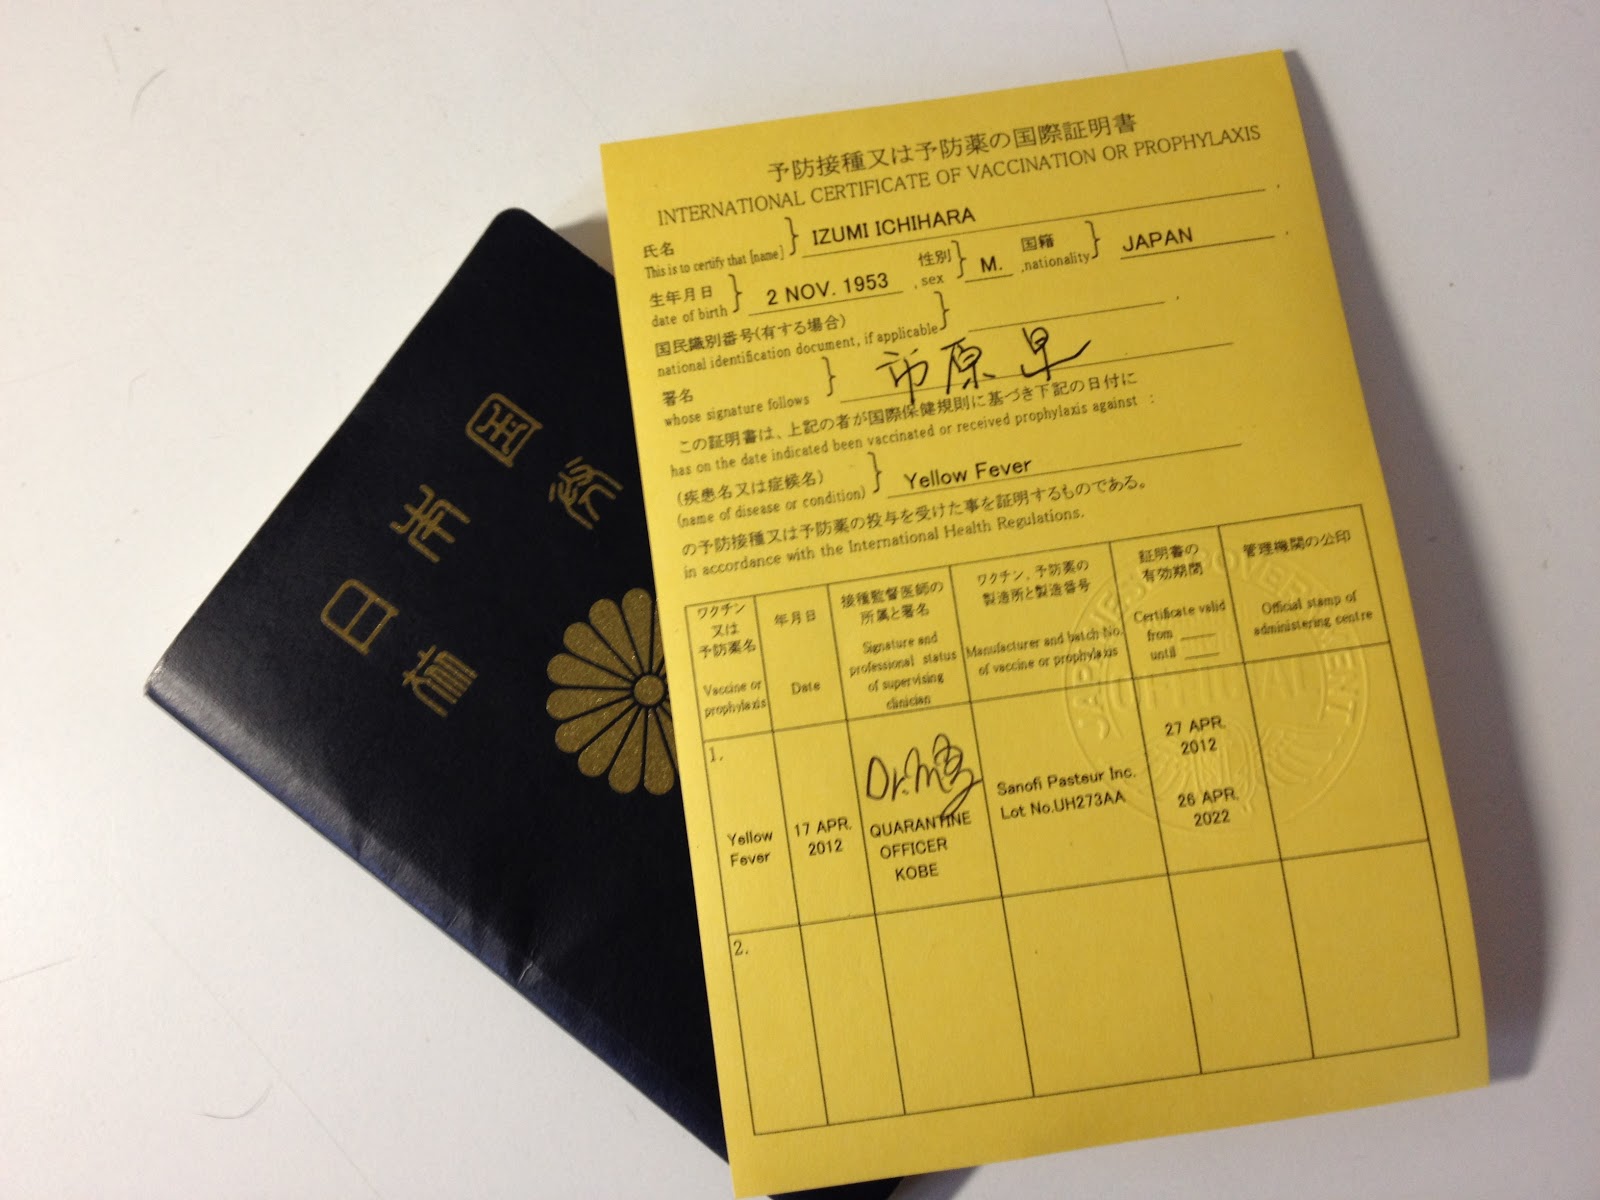 日本国
旅券
予防接種又は予防薬の国際証明書
INTERNATIONAL CERTIFICATE OF VACCINATION OR PROPHYLAXIS
氏名
This is to certify that [name] } IZUMI ICHIHARA .
生年月日
date of birth } 2 NOV. 1953 ,
性別
sex } M. ,
国籍
nationality } JAPAN
国民識別番号(有する場合)
national identification document, if applicable } .
署名
whose signature follows } 市原
この証明書は、上記の者が国際保健規則に基づき下記の日付に
has on the date indicated been vaccinated or received prophylaxis against :
(疾患名又は症候名)
(name of disease or condition) } Yellow Fever
の予防接種又は予防薬の投与を受けた事を証明するものである。
in accordance with the International Health Regulations.
ワクチン
又は
予防薬名
Vaccine or
prophylaxis
年月日
Date
接種監督医師の
所属と署名
Signature and
professional status
of supervising
clinician
ワクチン、予防薬の
製造所と製造番号
Manufacturer and batch No.
of vaccine or prophylaxis
証明書の
有効期間
Certificate valid
from
until
管理機関の公印
Official stamp of
administering centre
1.
Yellow
Fever
17 APR.
2012
Dr.
QUARANTINE
OFFICER
KOBE
Sanofi Pasteur Inc.
Lot No.UH273AA
27 APR.
2012
26 APR.
2022
JAPANESE GOVERNMENT
OFFICIAL
2.